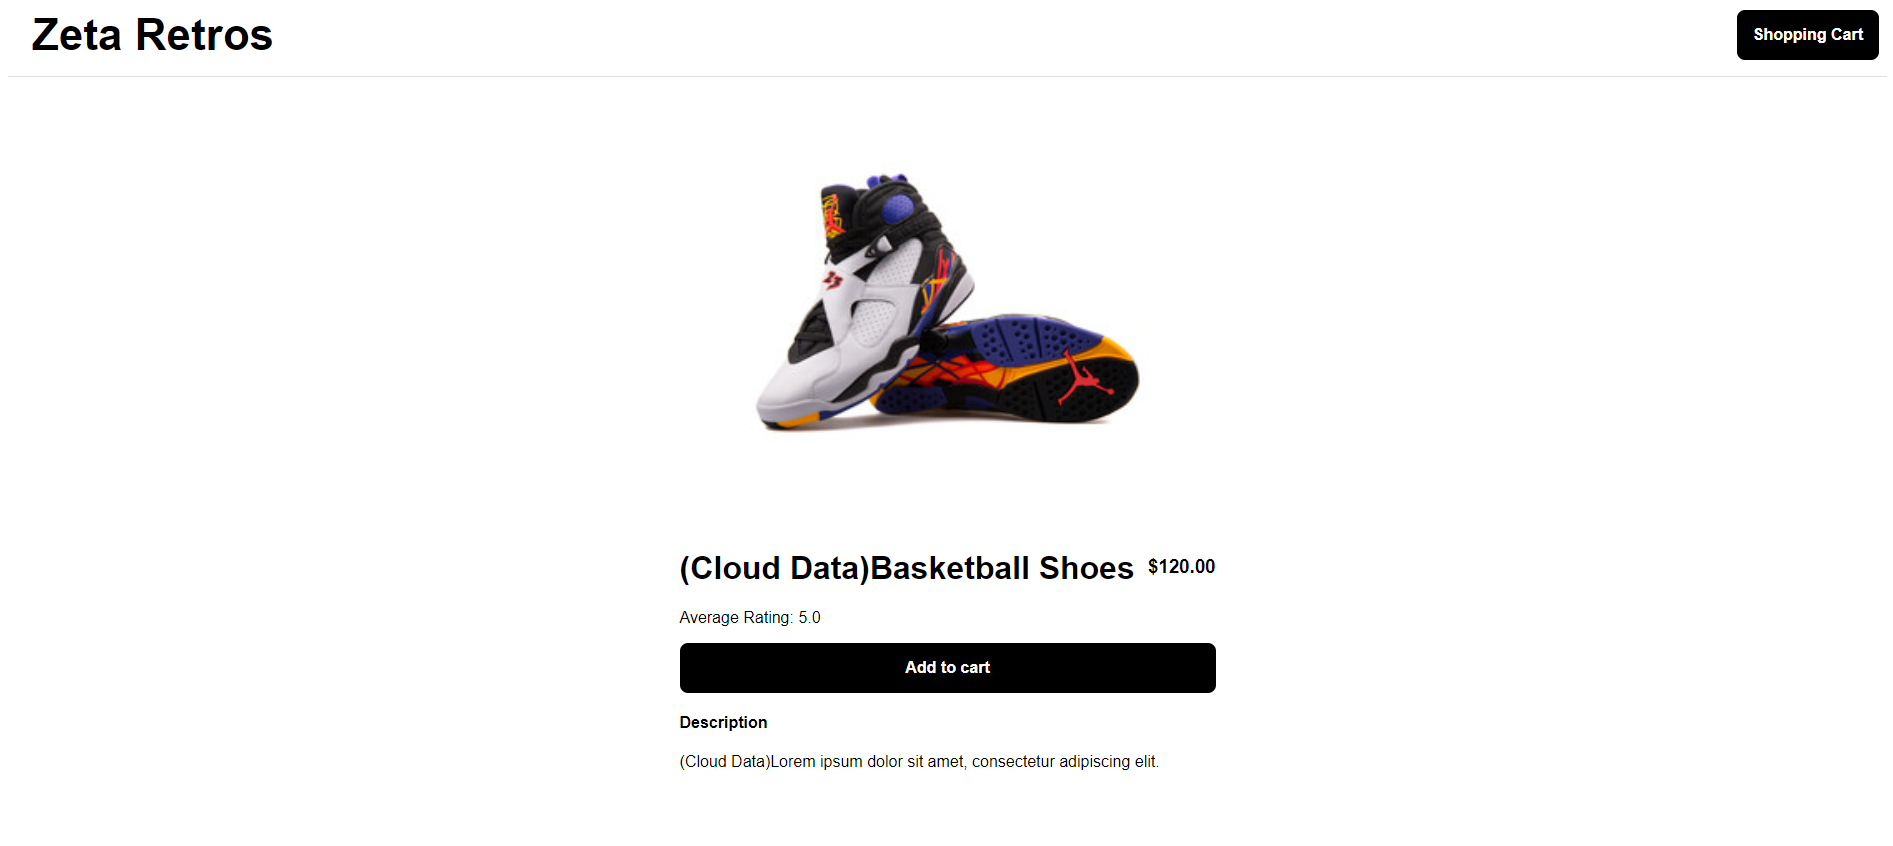 Zeta Retros
Shopping Cart
23
(Cloud Data)Basketball Shoes $120.00
Average Rating: 5.0
Add to cart
Description
(Cloud Data)Lorem ipsum dolor sit amet, consectetur adipiscing elit.